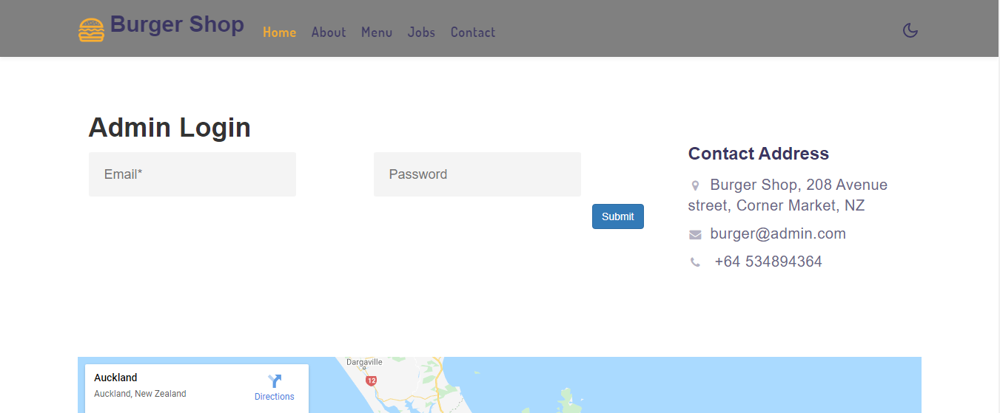 Burger Shop
Home About Menu Jobs Contact
Admin Login
Email*
Password
Submit
Contact Address
Burger Shop, 208 Avenue
street, Corner Market, NZ
burger@admin.com
+64 534894364
Auckland
Auckland, New Zealand
Directions
Dargaville
12